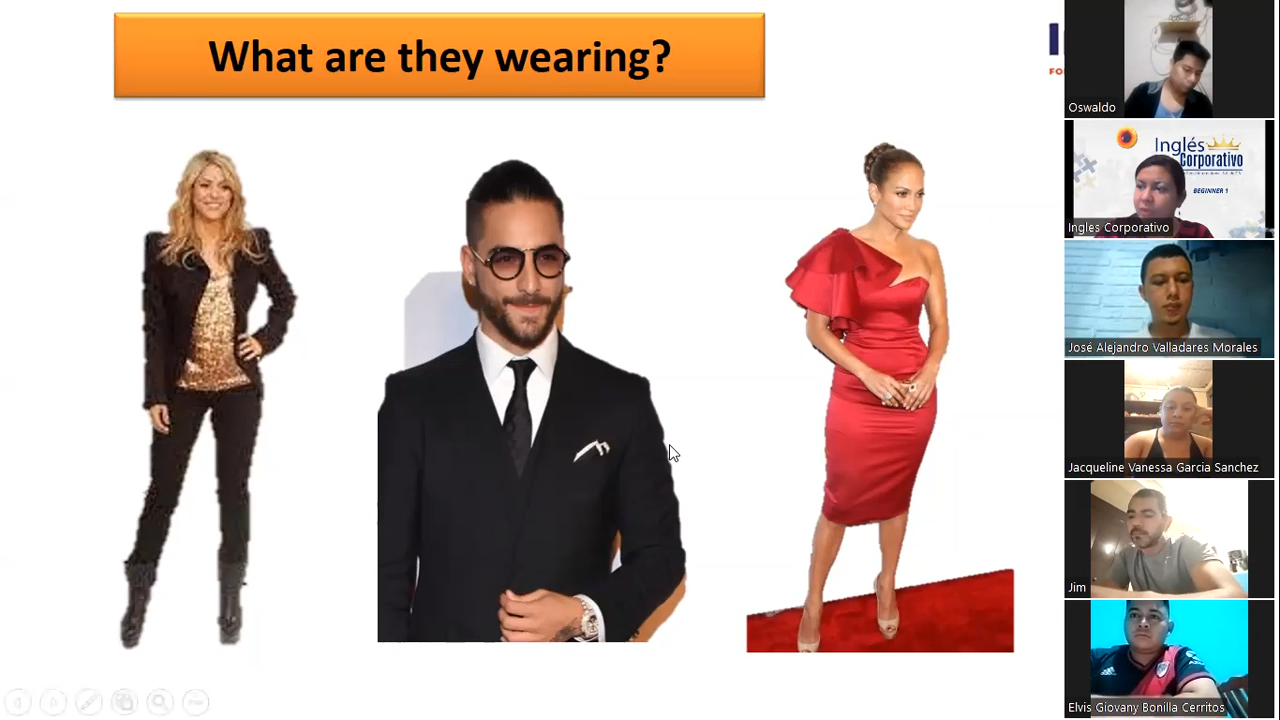 What are they wearing?
Oswaldo
Inglés
Corporativo
BEGINNER 1
Ingles Corporativo
José Alejandro Valladares Morales
Jacqueline Vanessa Garcia Sanchez
Jim
Elvis Giovany Bonilla Cerritos